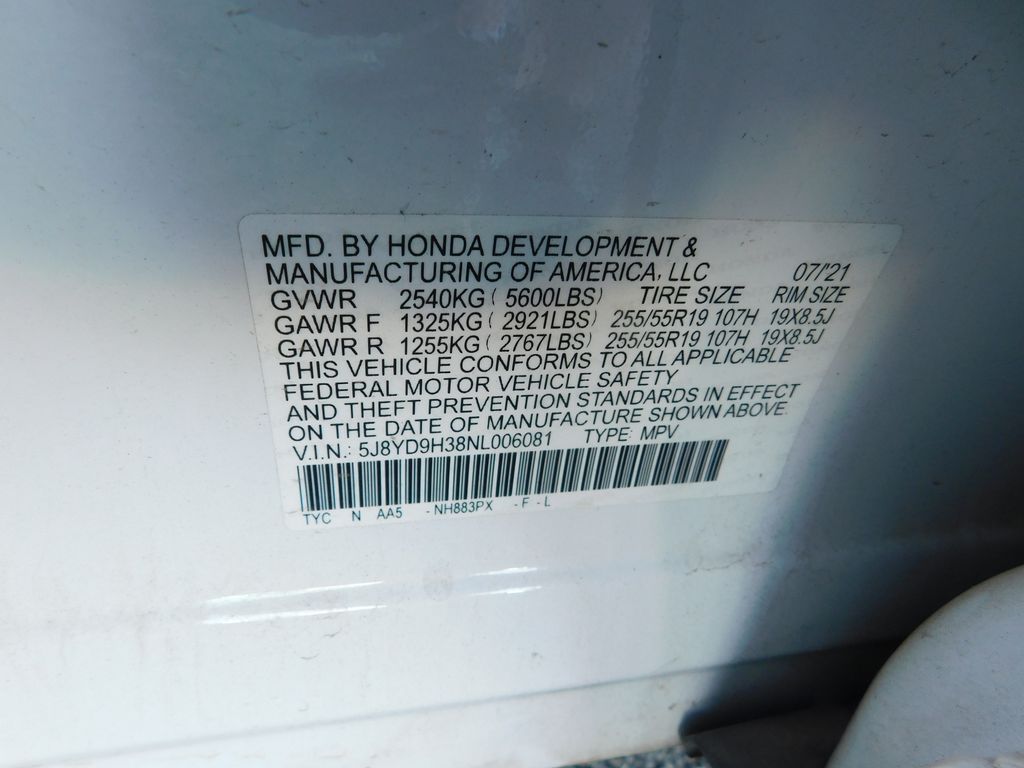 MFD. BY HONDA DEVELOPMENT &
MANUFACTURING OF AMERICA, LLC 07/'21
GVWR 2540KG ( 5600LBS) TIRE SIZE RIM SIZE
GAWR F 1325KG ( 2921LBS) 255/55R19 107H 19X8.5J
GAWR R 1255KG ( 2767LBS) 255/55R19 107H 19X8.5J
THIS VEHICLE CONFORMS TO ALL APPLICABLE
FEDERAL MOTOR VEHICLE SAFETY
AND THEFT PREVENTION STANDARDS IN EFFECT
ON THE DATE OF MANUFACTURE SHOWN ABOVE.
V.I.N.: 5J8YD9H38NL006081 TYPE: MPV
TYC N AA5 -NH883PX -F-L